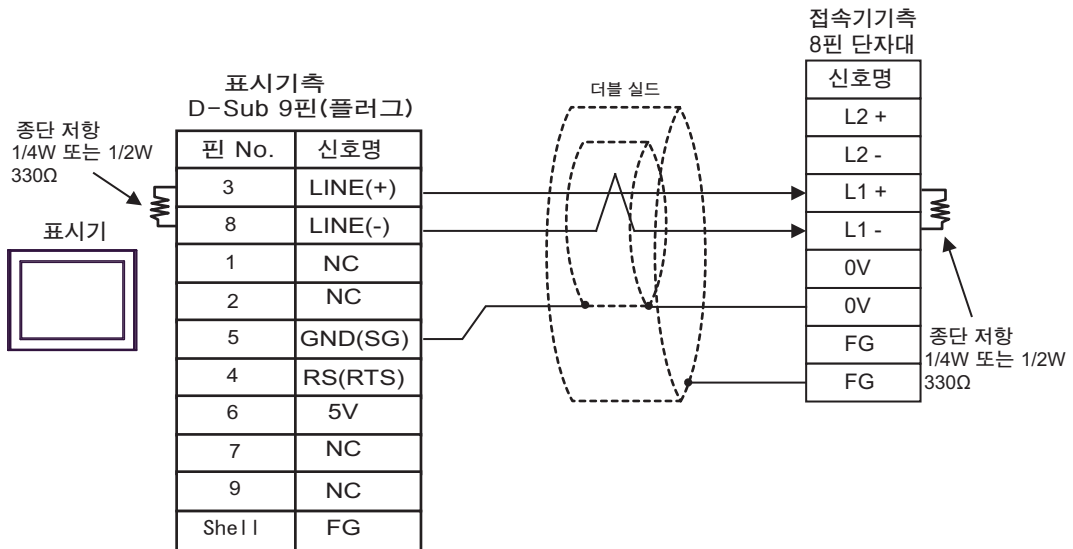 접속기기측
8핀 단자대
신호명
L2 +
L2 -
L1 +
L1 -
0V
0V
FG
FG
더블 실드
표시기측
D-Sub 9핀(플러그)
핀 No. 신호명
3 LINE(+)
8 LINE(-)
1 NC
2 NC
5 GND(SG)
4 RS(RTS)
6 5V
7 NC
9 NC
Shell FG
종단 저항
1/4W 또는 1/2W
330Ω
표시기
종단 저항
1/4W 또는 1/2W
330Ω